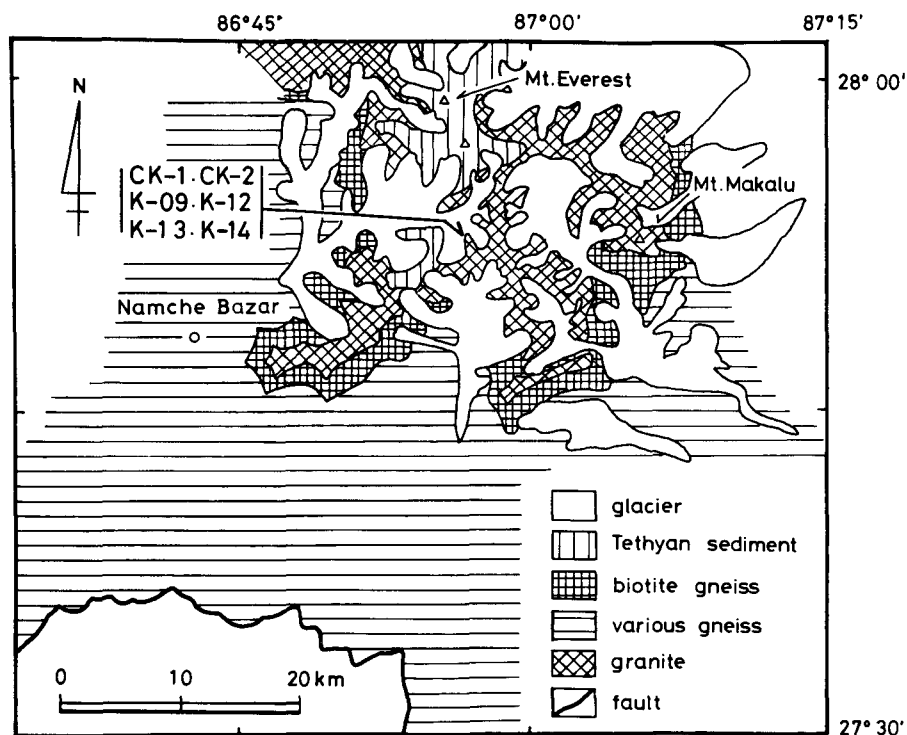 86°45' 87°00' 87°15'
28° 00'
N
Mt. Everest
CK-1·CK-2
K-09·K-12
K-13·K-14
Mt. Makalu
Namche Bazar
glacier
Tethyan sediment
biotite gneiss
various gneiss
granite
fault
0 10 20 km
27° 30'